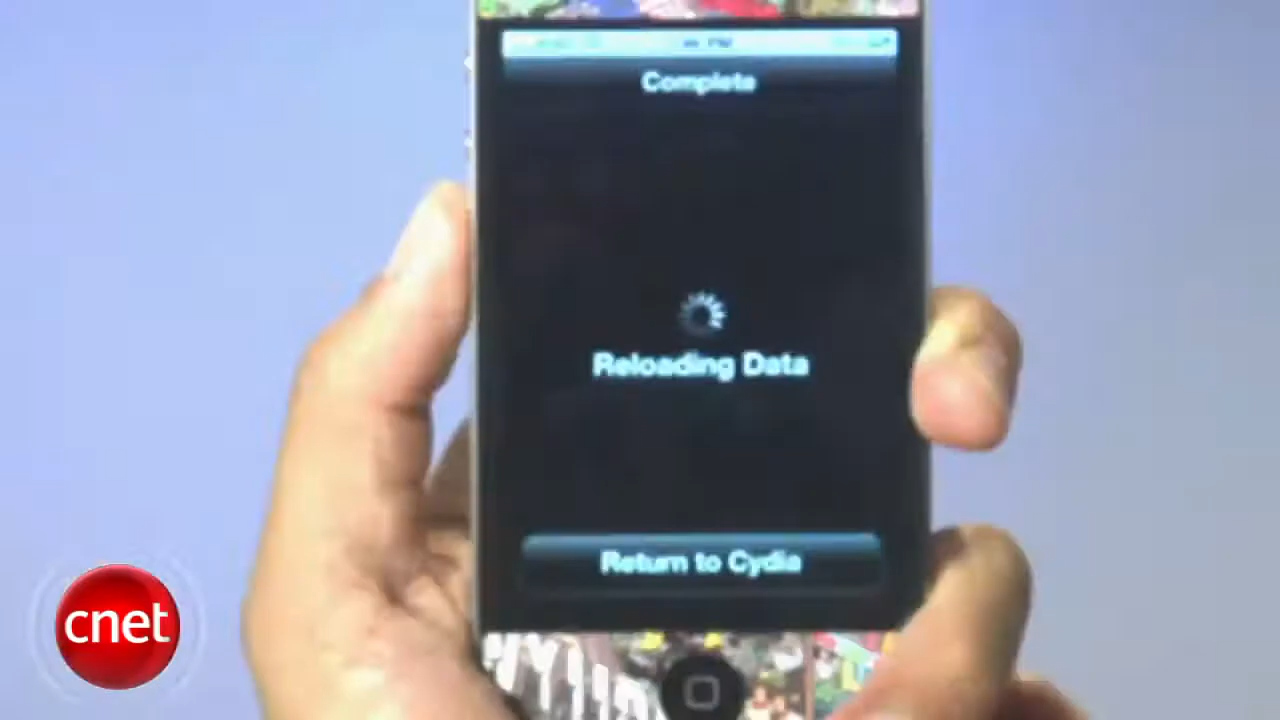 Complete
Reloading Data
Return to Cydia
cnet